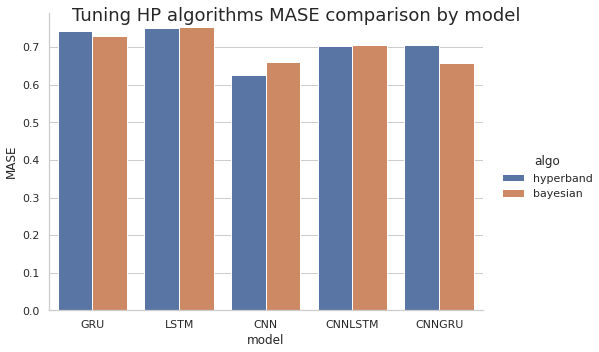 Tuning HP algorithms MASE comparison by model
MASE
0.7
0.6
0.5
0.4
0.3
0.2
0.1
0.0
GRU
LSTM
CNN
CNNLSTM
CNNGRU
model
algo
hyperband
bayesian